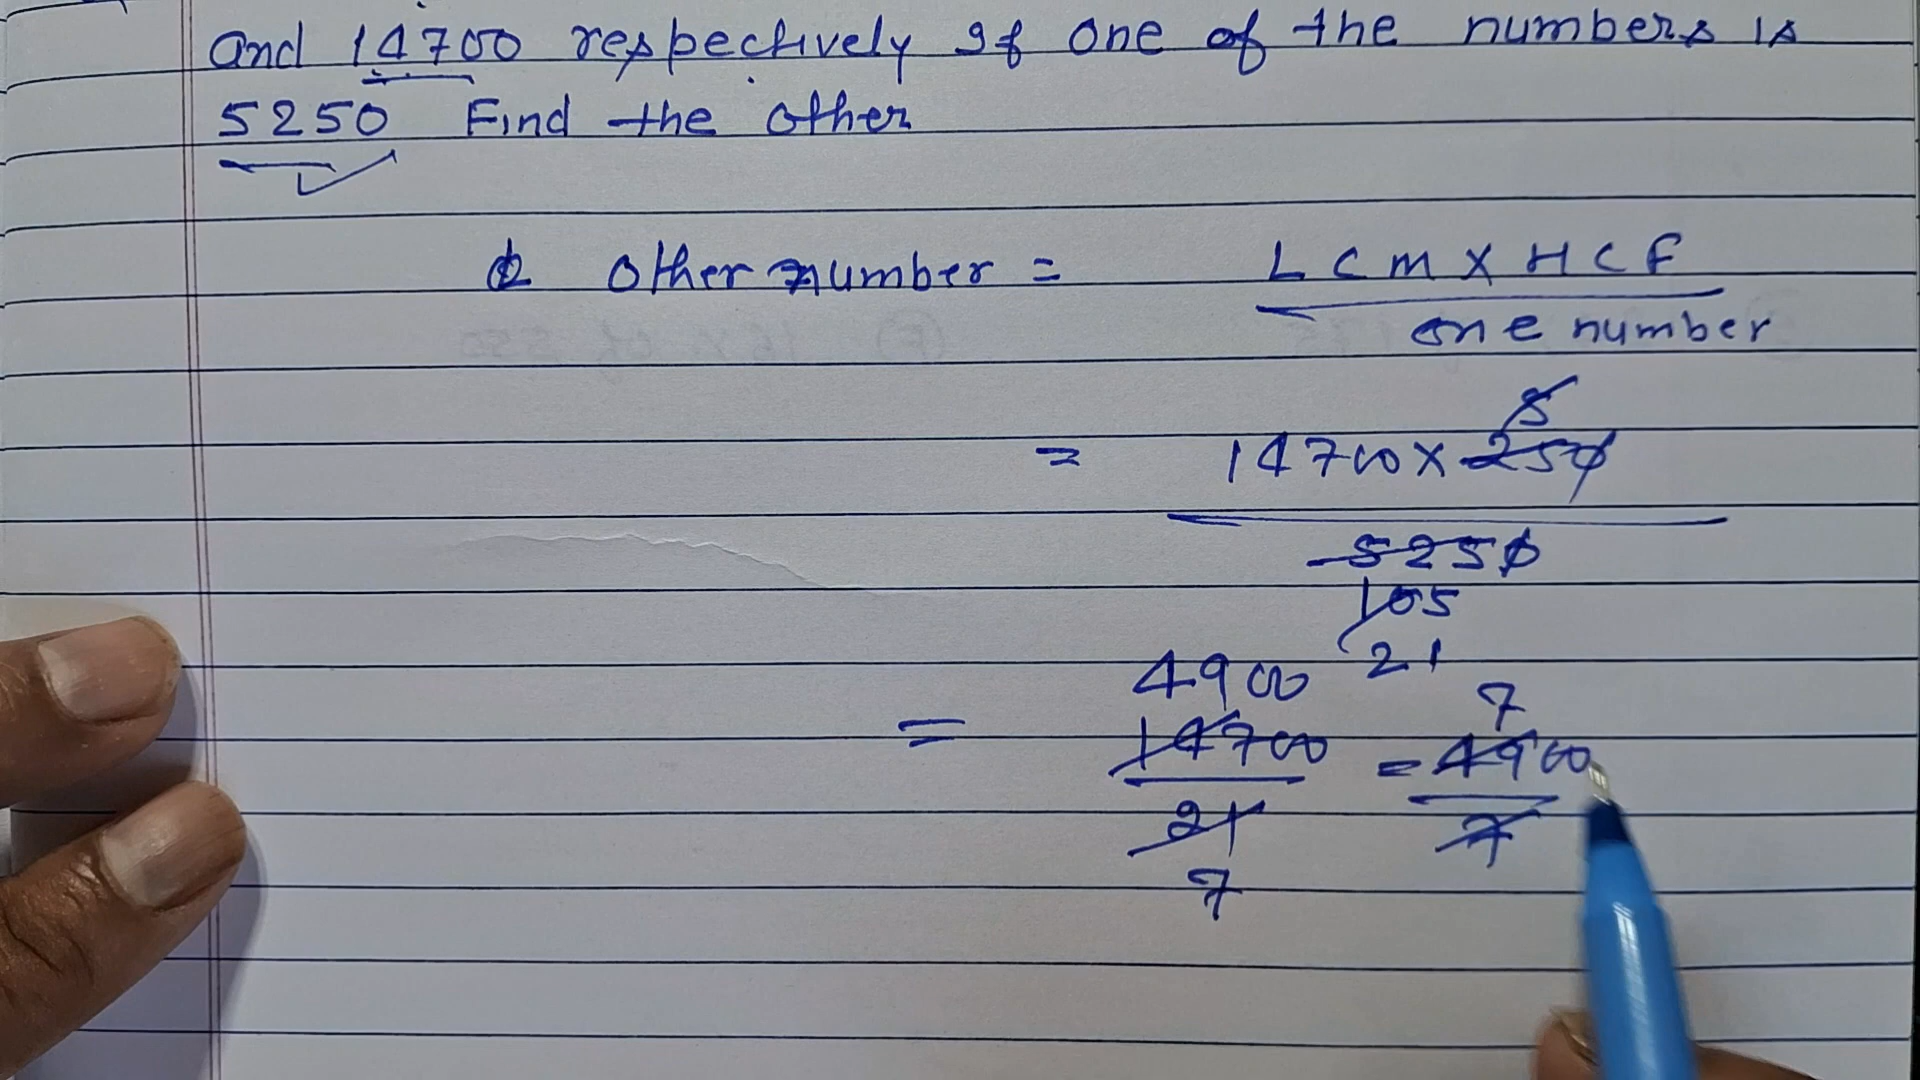 and 14700 respectively If one of the numbers is
5250 Find the other
Other number = LCM X HCF
one number
5
= 14700 X 250
5250
105
21
4900
7
= 14700 = 4900
21 7
7